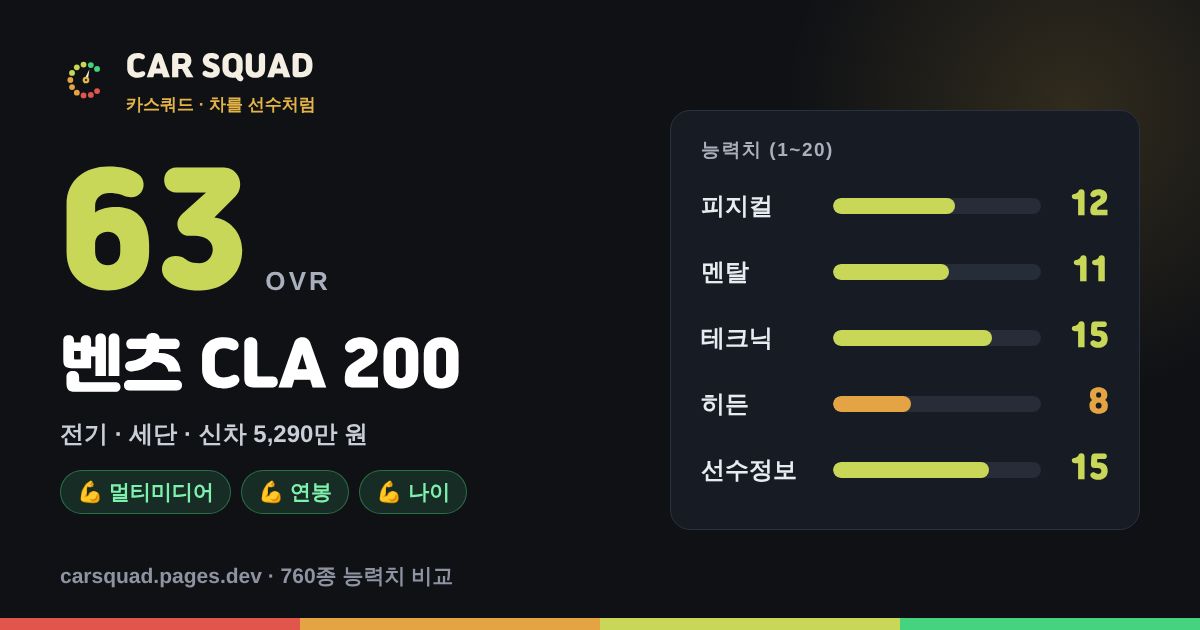 CAR SQUAD
카스쿼드 · 차를 선수처럼
63 OVR
벤츠 CLA 200
전기 · 세단 · 신차 5,290만 원
💪 멀티미디어 💪 연봉 💪 나이
carsquad.pages.dev · 760종 능력치 비교
능력치 (1~20)
피지컬 12
멘탈 11
테크닉 15
히든 8
선수정보 15